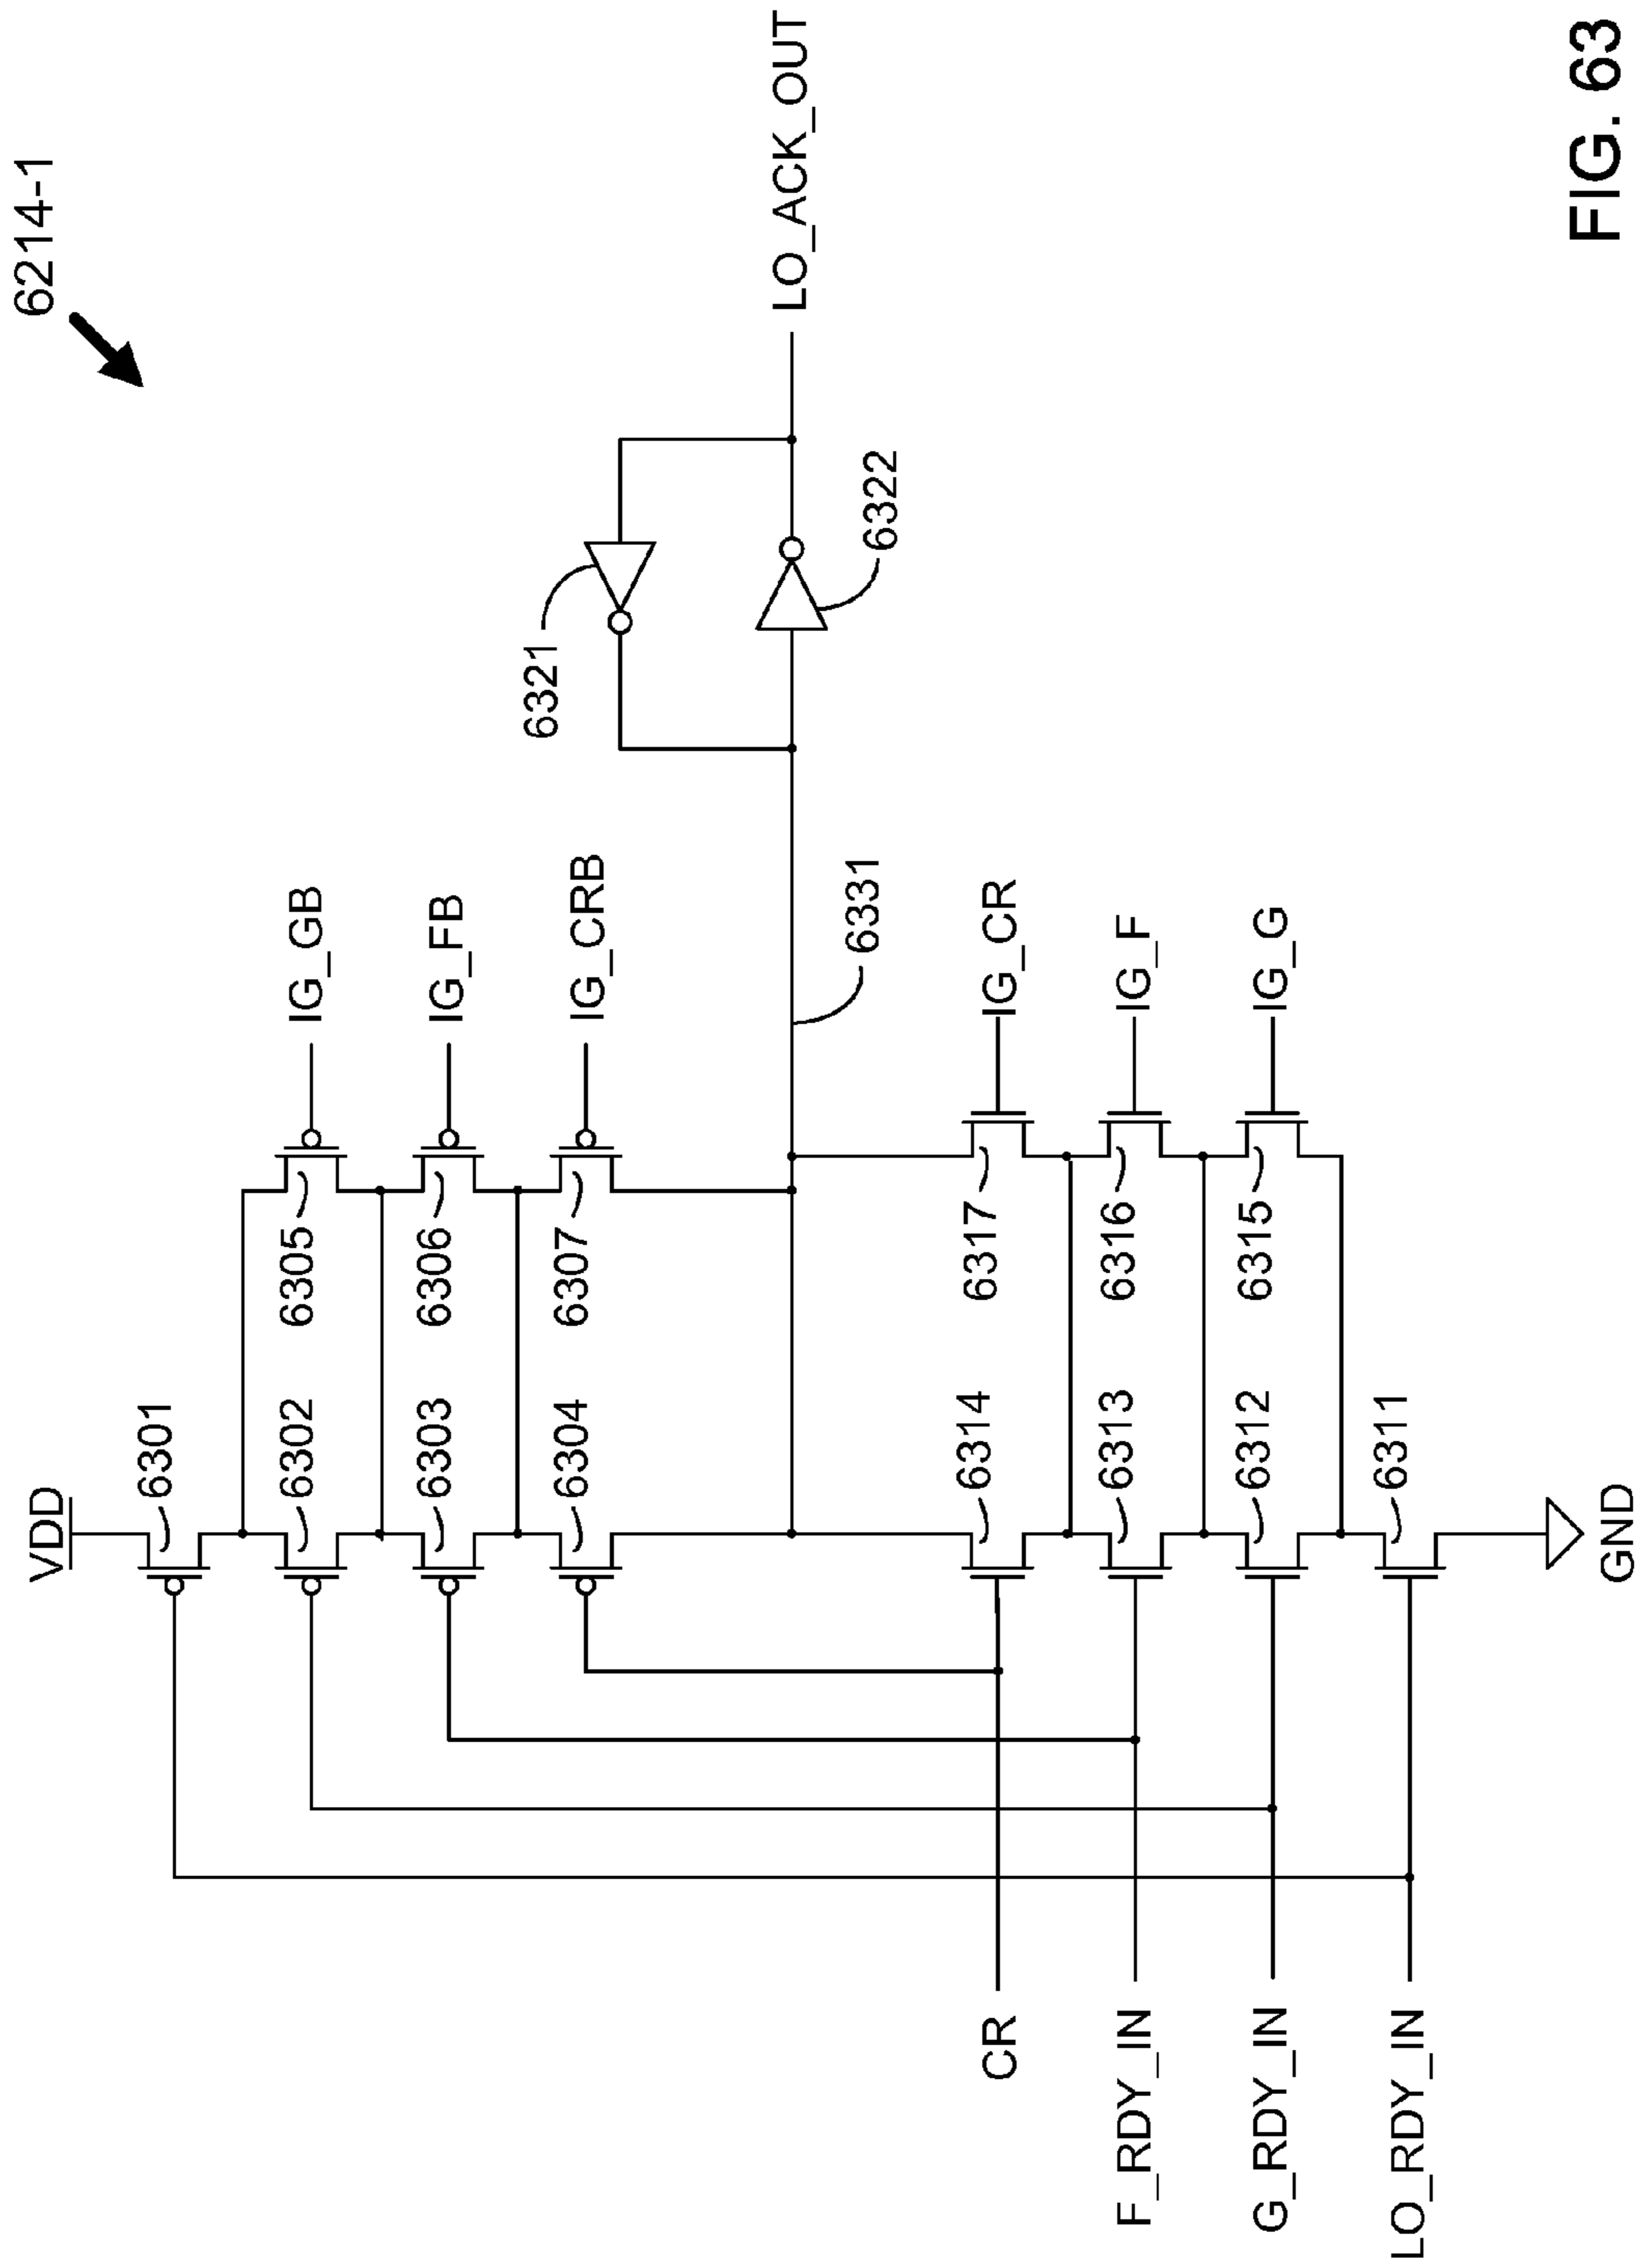 6214-1
VDD
6301
6302
6305
IG_GB
6303
6306
IG_FB
6304
6307
IG_CRB
6321
6331
6322
LO_ACK_OUT
CR
6314
6317
IG_CR
F_RDY_IN
6313
6316
IG_F
G_RDY_IN
6312
6315
IG_G
LO_RDY_IN
6311
GND
FIG. 63